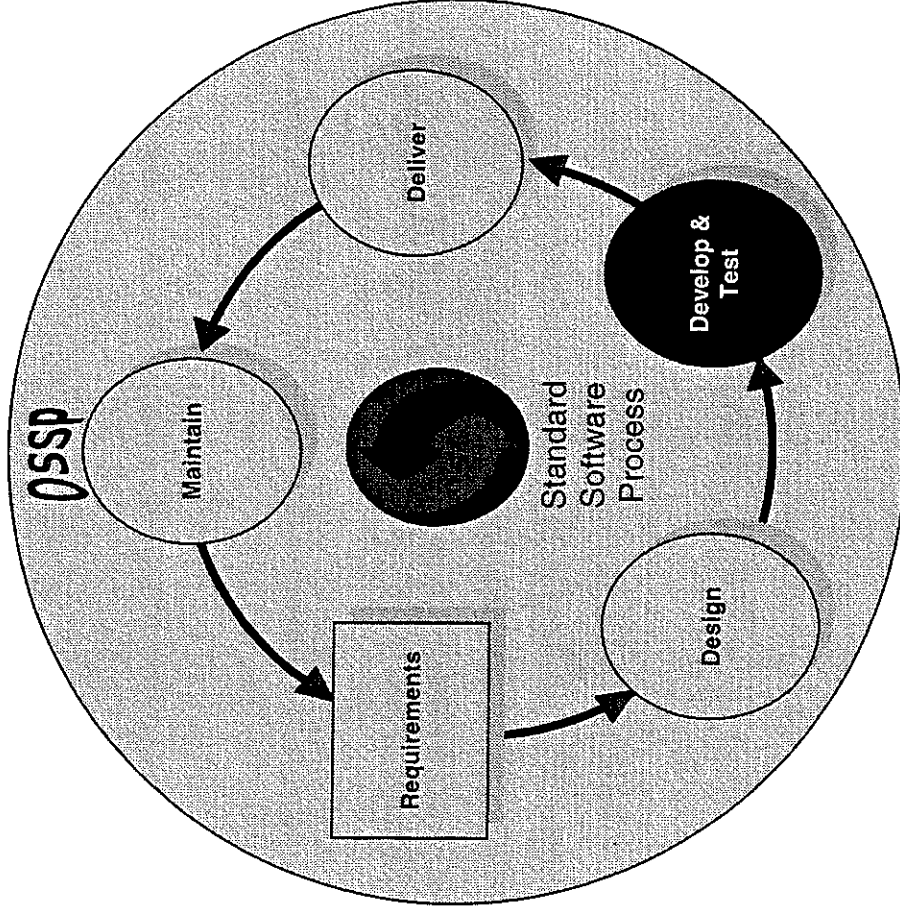 OSSP
Maintain
Deliver
Develop &
Test
Design
Requirements
Standard
Software
Process